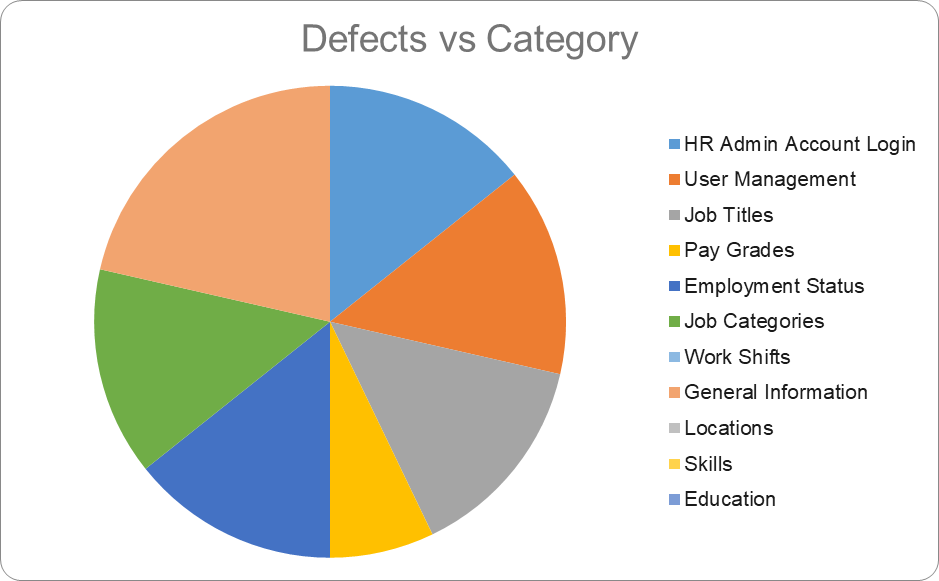 Defects vs Category
HR Admin Account Login
User Management
Job Titles
Pay Grades
Employment Status
Job Categories
Work Shifts
General Information
Locations
Skills
Education